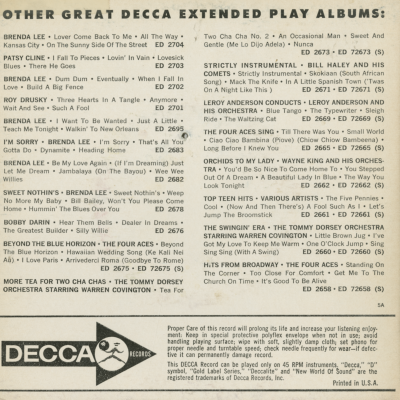 OTHER GREAT DECCA EXTENDED PLAY ALBUMS:
BRENDA LEE • Lover Come Back To Me • All The Way •
Kansas City • On The Sunny Side Of The Street ED 2704
PATSY CLINE • I Fall To Pieces • Lovin' In Vain • Lovesick
Blues • There He Goes ED 2703
BRENDA LEE • Dum Dum • Eventually • When I Fall In
Love • Build A Big Fence ED 2702
ROY DRUSKY • Three Hearts In A Tangle • Anymore •
Wait And See • Such A Fool ED 2701
BRENDA LEE • I Want To Be Wanted • Just A Little •
Teach Me Tonight • Walkin' To New Orleans ED 2695
I'M SORRY • BRENDA LEE • I'm Sorry • That's All You
Gotta Do • Dynamite • Heading Home ED 2683
BRENDA LEE • Be My Love Again • (If I'm Dreaming) Just
Let Me Dream • Jambalaya (On The Bayou) • Wee Wee
Willies ED 2682
SWEET NOTHIN'S • BRENDA LEE • Sweet Nothin's • Weep
No More My Baby • Bill Bailey, Won't You Please Come
Home • Hummin' The Blues Over You ED 2678
BOBBY DARIN • Hear Them Bells • Dealer In Dreams •
The Greatest Builder • Silly Willie ED 2676
BEYOND THE BLUE HORIZON • THE FOUR ACES • Beyond
The Blue Horizon • Hawaiian Wedding Song (Ke Kali Nei
Aŭ) • I Love Paris • Arrivederci Roma (Goodbye To Rome)
ED 2675 • ED 72675 (S)
MORE TEA FOR TWO CHA CHAS • THE TOMMY DORSEY
ORCHESTRA STARRING WARREN COVINGTON • Tea For
Two Cha Cha No. 2 • An Occasional Man • Sweet And
Gentle (Me Lo Dijo Adela) • Nunca
ED 2673 • ED 72673 (S)
STRICTLY INSTRUMENTAL • BILL HALEY AND HIS
COMETS • Strictly Instrumental • Skokiaan (South African
Song) • Mack The Knife • In A Little Spanish Town ('Twas
On A Night Like This) ED 2671 • ED 72671 (S)
LEROY ANDERSON CONDUCTS • LEROY ANDERSON AND
HIS ORCHESTRA • Blue Tango • The Typewriter • Sleigh
Ride • The Waltzing Cat ED 2669 • ED 72669 (S)
THE FOUR ACES SING • Till There Was You • Small World
• Ciao Ciao Bambina (Piove) (Chiow Chiow Bambeena) •
Long Before I Knew You ED 2665 • ED 72665 (S)
ORCHIDS TO MY LADY • WAYNE KING AND HIS ORCHES-
TRA • You'd Be So Nice To Come Home To • You Stepped
Out Of A Dream • A Beautiful Lady In Blue • The Way You
Look Tonight ED 2662 • ED 72662 (S)
TOP TEEN HITS • VARIOUS ARTISTS • The Five Pennies •
Cool • (Now And Then There's) A Fool Such As I • Let's
Jump The Broomstick ED 2661 • ED 72661 (S)
THE SWINGIN' ERA • THE TOMMY DORSEY ORCHESTRA
STARRING WARREN COVINGTON • Little Brown Jug • I've
Got My Love To Keep Me Warm • One O'Clock Jump • Sing
Sing Sing (With A Swing) ED 2660 • ED 72660 (S)
HITS FROM BROADWAY • THE FOUR ACES • Standing On
The Corner • Too Close For Comfort • Get Me To The
Church On Time • It's Good To Be Alive
ED 2658 • ED 72658 (S)
5A
DECCA RECORDS
Proper Care of this record will prolong its life and increase your listening enjoy-
ment: Keep in special protective polyflex envelope when not in use; avoid
handling playing surface; wipe with soft, slightly damp cloth; set phono for
proper needle and turntable speed; check needle frequently for wear—if defec-
tive it can permanently damage record.
This DECCA Record can be played only on 45 RPM instruments, "Decca," "D"
symbol, "Gold Label Series," "Deccalite" and "New World Of Sound" are the
registered trademarks of Decca Records, Inc.
Printed in U.S.A.